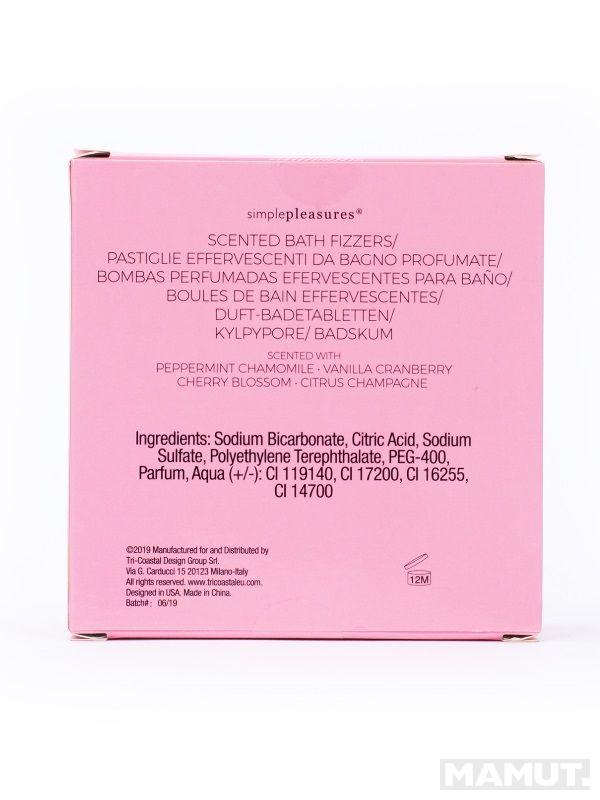 simplepleasures®
SCENTED BATH FIZZERS/
PASTIGLIE EFFERVESCENTI DA BAGNO PROFUMATE/
BOMBAS PERFUMADAS EFERVESCENTES PARA BAÑO/
BOULES DE BAIN EFFERVESCENTES/
DUFT-BADETABLETTEN/
KYLPYPORE/ BADSKUM
SCENTED WITH
PEPPERMINT CHAMOMILE · VANILLA CRANBERRY
CHERRY BLOSSOM · CITRUS CHAMPAGNE
Ingredients: Sodium Bicarbonate, Citric Acid, Sodium
Sulfate, Polyethylene Terephthalate, PEG-400,
Parfum, Aqua (+/-): CI 119140, CI 17200, CI 16255,
CI 14700
©2019 Manufactured for and Distributed by
Tri-Coastal Design Group Srl.
Via G. Carducci 15 20123 Milano-Italy
All rights reserved. www.tricoastaleu.com.
Designed in USA. Made in China.
Batch#: 06/19
12M
MAMUT.